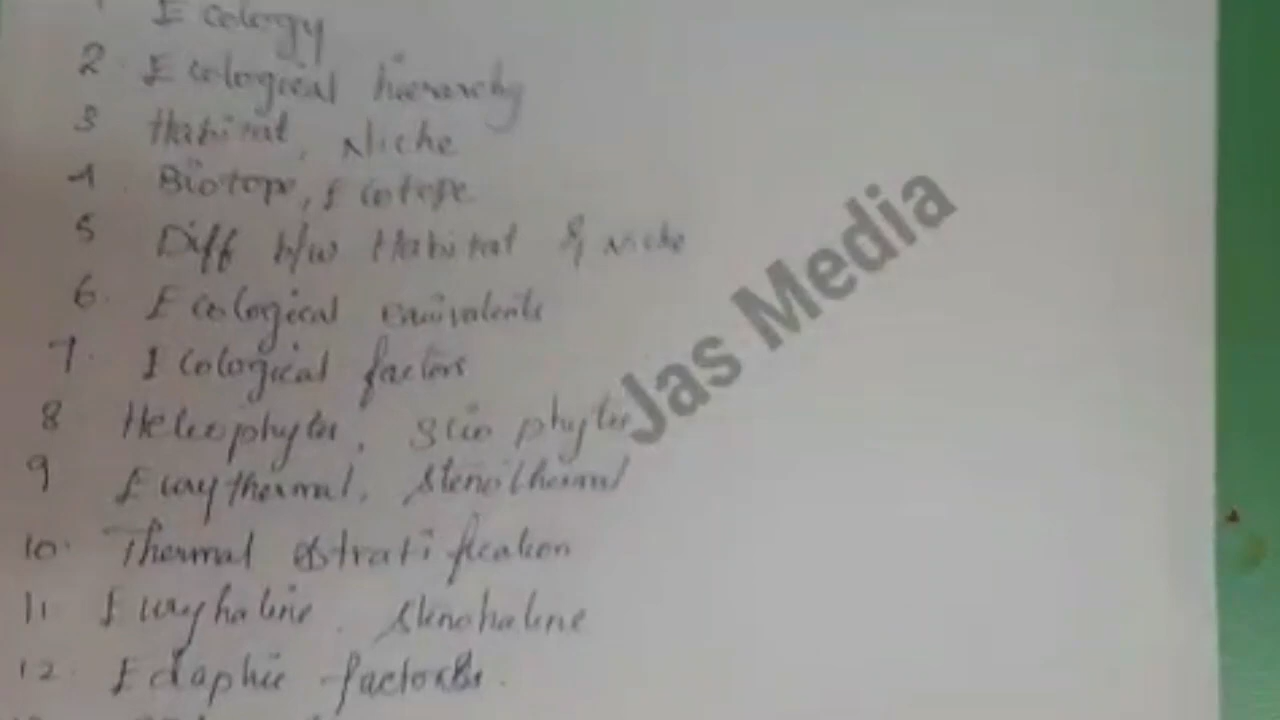 1 Ecology
2. Ecological hierarchy
3 Habitat, Niche
4. Biotope, Ecotope
5 Diff b/w Habitat & Niche
6. Ecological equivalents
7. Ecological factors
8 Heliophytes, Sciophytes
9 Eurythermal, Stenothermal
10. Thermal stratification
11. Euryhaline, Stenohaline
12. Edaphic factors.
Jas Media